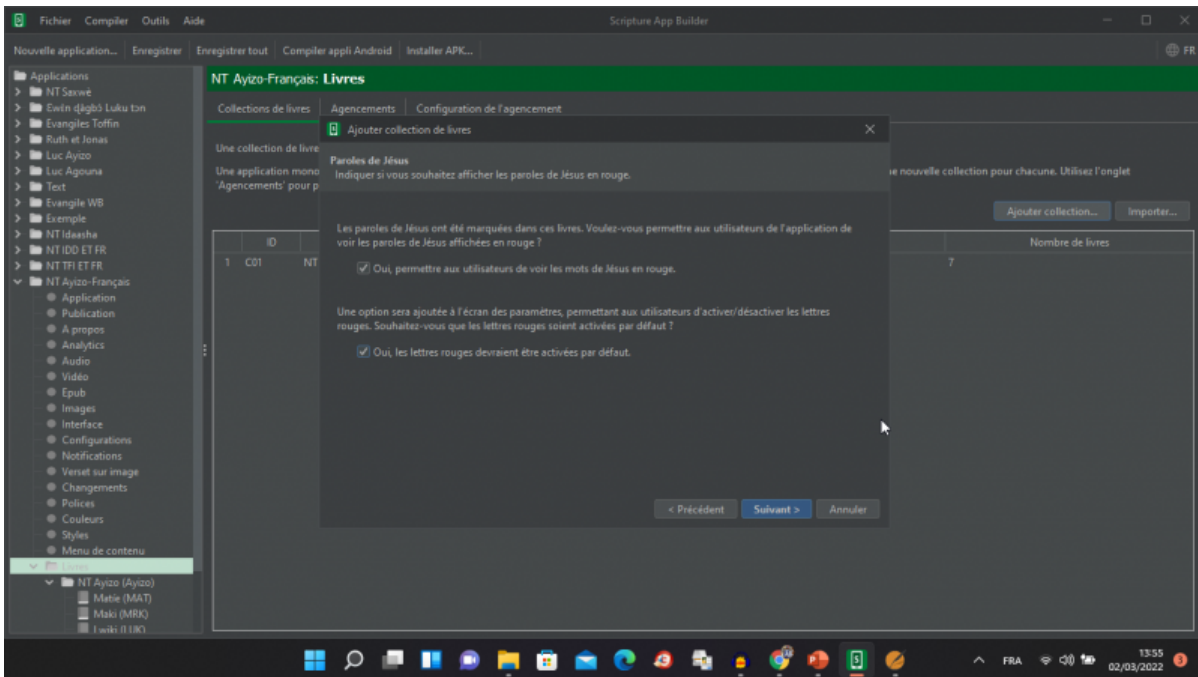 Fichier Compiler Outils Aide
Scripture App Builder
Nouvelle application... Enregistrer Enregistrer tout Compiler appli Android Installer APK...
FR
Applications
NT Saxwé
Ewin ɖagbó Luku tɔn
Evangiles Toffin
Ruth et Jonas
Luc Ayizo
Luc Agouna
Text
Evangile WB
Exemple
NT Idaasha
NT IDD ET FR
NT TFI ET FR
NT Ayizo-Français
Application
Publication
A propos
Analytics
Audio
Vidéo
Epub
Images
Interface
Configurations
Notifications
Verset sur image
Changements
Polices
Couleurs
Styles
Menu de contenu
Livres
NT Ayizo (Ayizo)
Matie (MAT)
Maki (MRK)
Lwiki (LUK)
NT Ayizo-Français: Livres
Collections de livres Agencements Configuration de l'agencement
Une collection de livre
Une application mono
'Agencements' pour p
ne nouvelle collection pour chacune. Utilisez l'onglet
Ajouter collection... Importer...
ID
Nombre de livres
1 C01 NT
7
Ajouter collection de livres
Paroles de Jésus
Indiquer si vous souhaitez afficher les paroles de Jésus en rouge.
Les paroles de Jésus ont été marquées dans ces livres. Voulez-vous permettre aux utilisateurs de l'application de
voir les paroles de Jésus affichées en rouge ?
Oui, permettre aux utilisateurs de voir les mots de Jésus en rouge.
Une option sera ajoutée à l'écran des paramètres, permettant aux utilisateurs d'activer/désactiver les lettres
rouges. Souhaitez-vous que les lettres rouges soient activées par défaut ?
Oui, les lettres rouges devraient être activées par défaut.
< Précédent Suivant > Annuler
FRA
13:55
02/03/2022
3